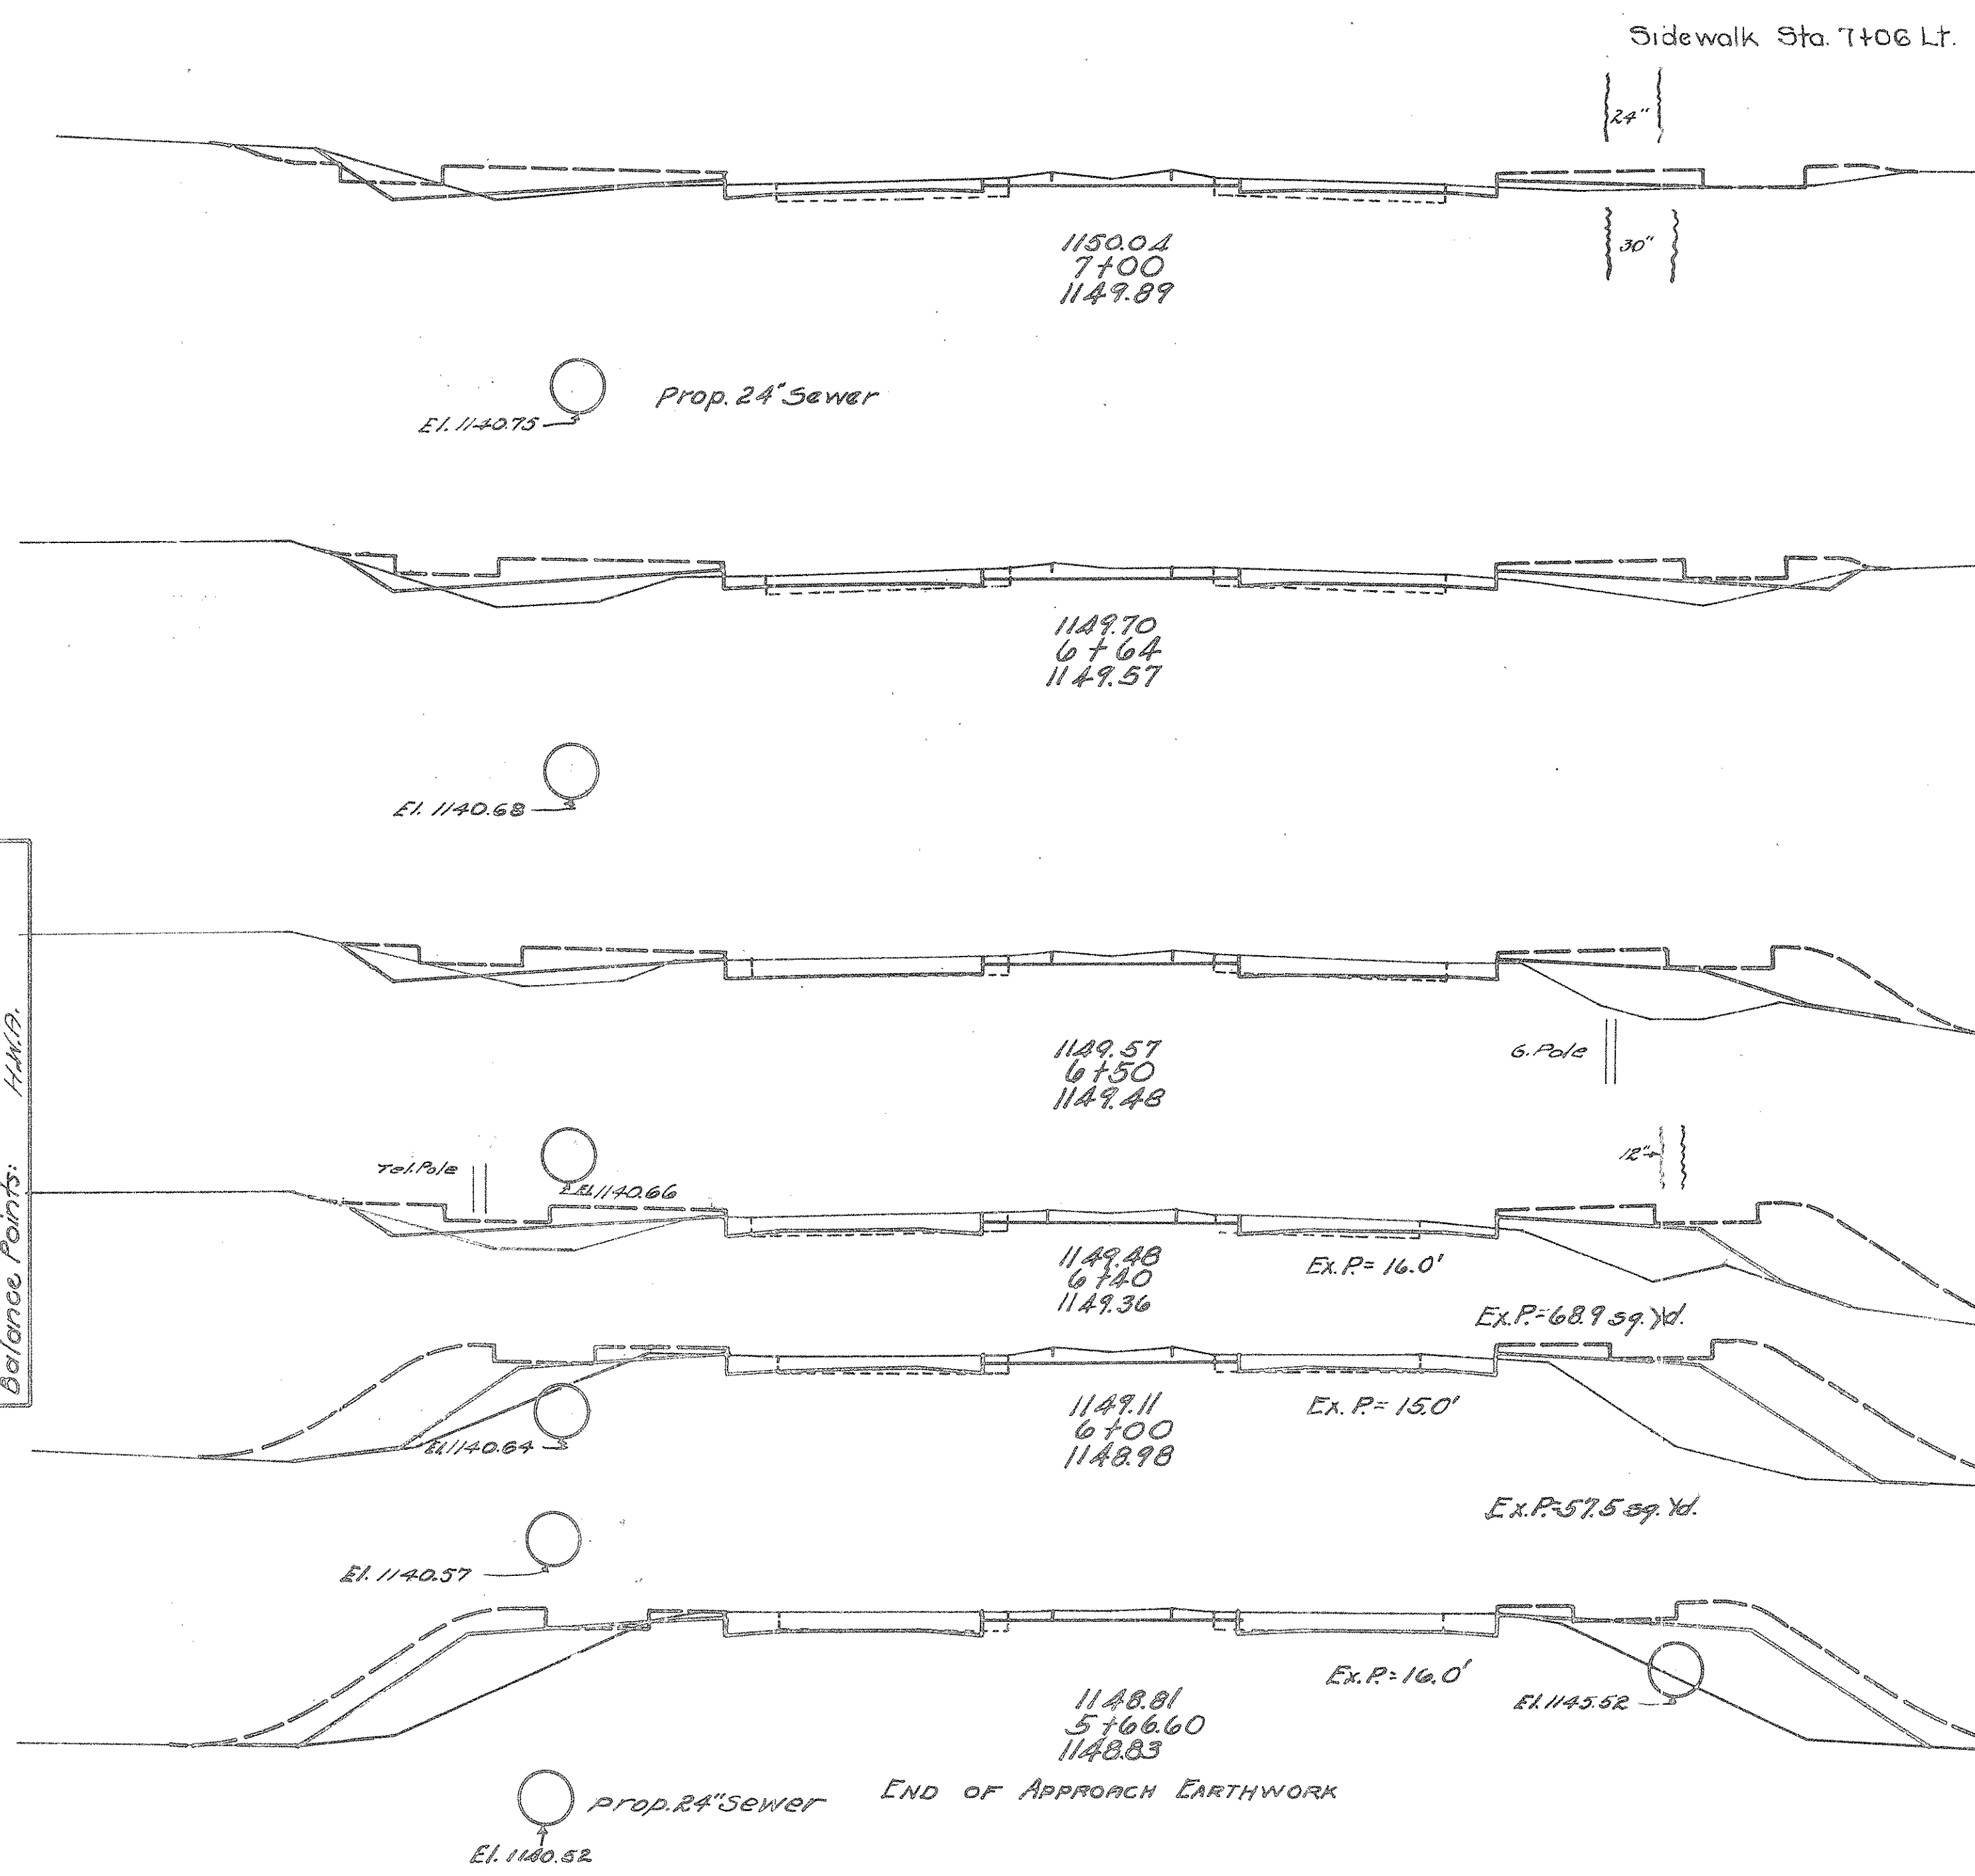 Sidewalk Sta. 7+06 Lt.
24"
30"
1150.04
7+00
1149.89
Prop. 24" Sewer
El. 1140.75
1149.70
6+64
1149.57
El. 1140.68
1149.57
6+50
1149.48
G. Pole
Tel. Pole
El. 1140.66
12"
1149.48
6+40
1149.36
Ex. P. = 16.0'
Ex. P. = 68.9 sq. Yd.
1149.11
6+00
1148.98
Ex. P. = 15.0'
El. 1140.64
Ex. P. = 57.5 sq. Yd.
El. 1140.57
Ex. P. = 16.0'
El. 1145.52
1148.81
5+66.60
1148.83
END OF APPROACH EARTHWORK
Prop. 24" Sewer
El. 1140.52
Balance Points: H.W.A.